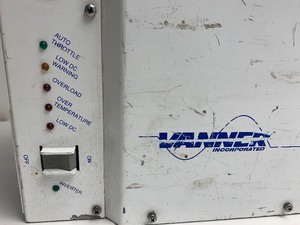 AUTO
THROTTLE
LOW DC
WARNING
OVERLOAD
OVER
TEMPERATURE
LOW DC
OFF
ON
INVERTER
VANNER
INCORPORATED